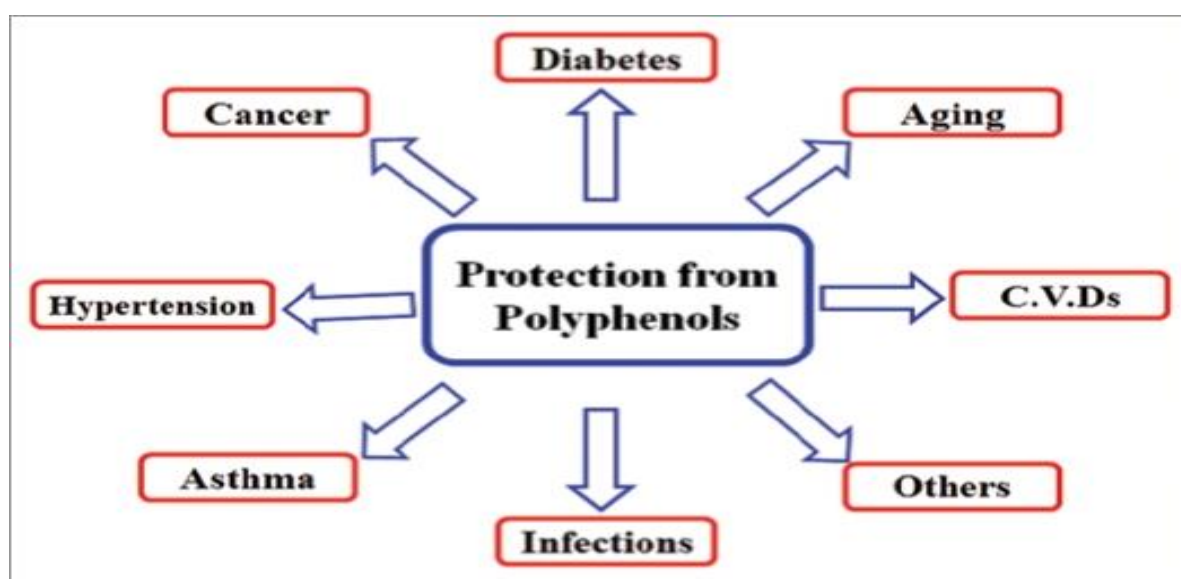 Diabetes
Cancer
Aging
Protection from
Polyphenols
Hypertension
C.V.Ds
Asthma
Others
Infections